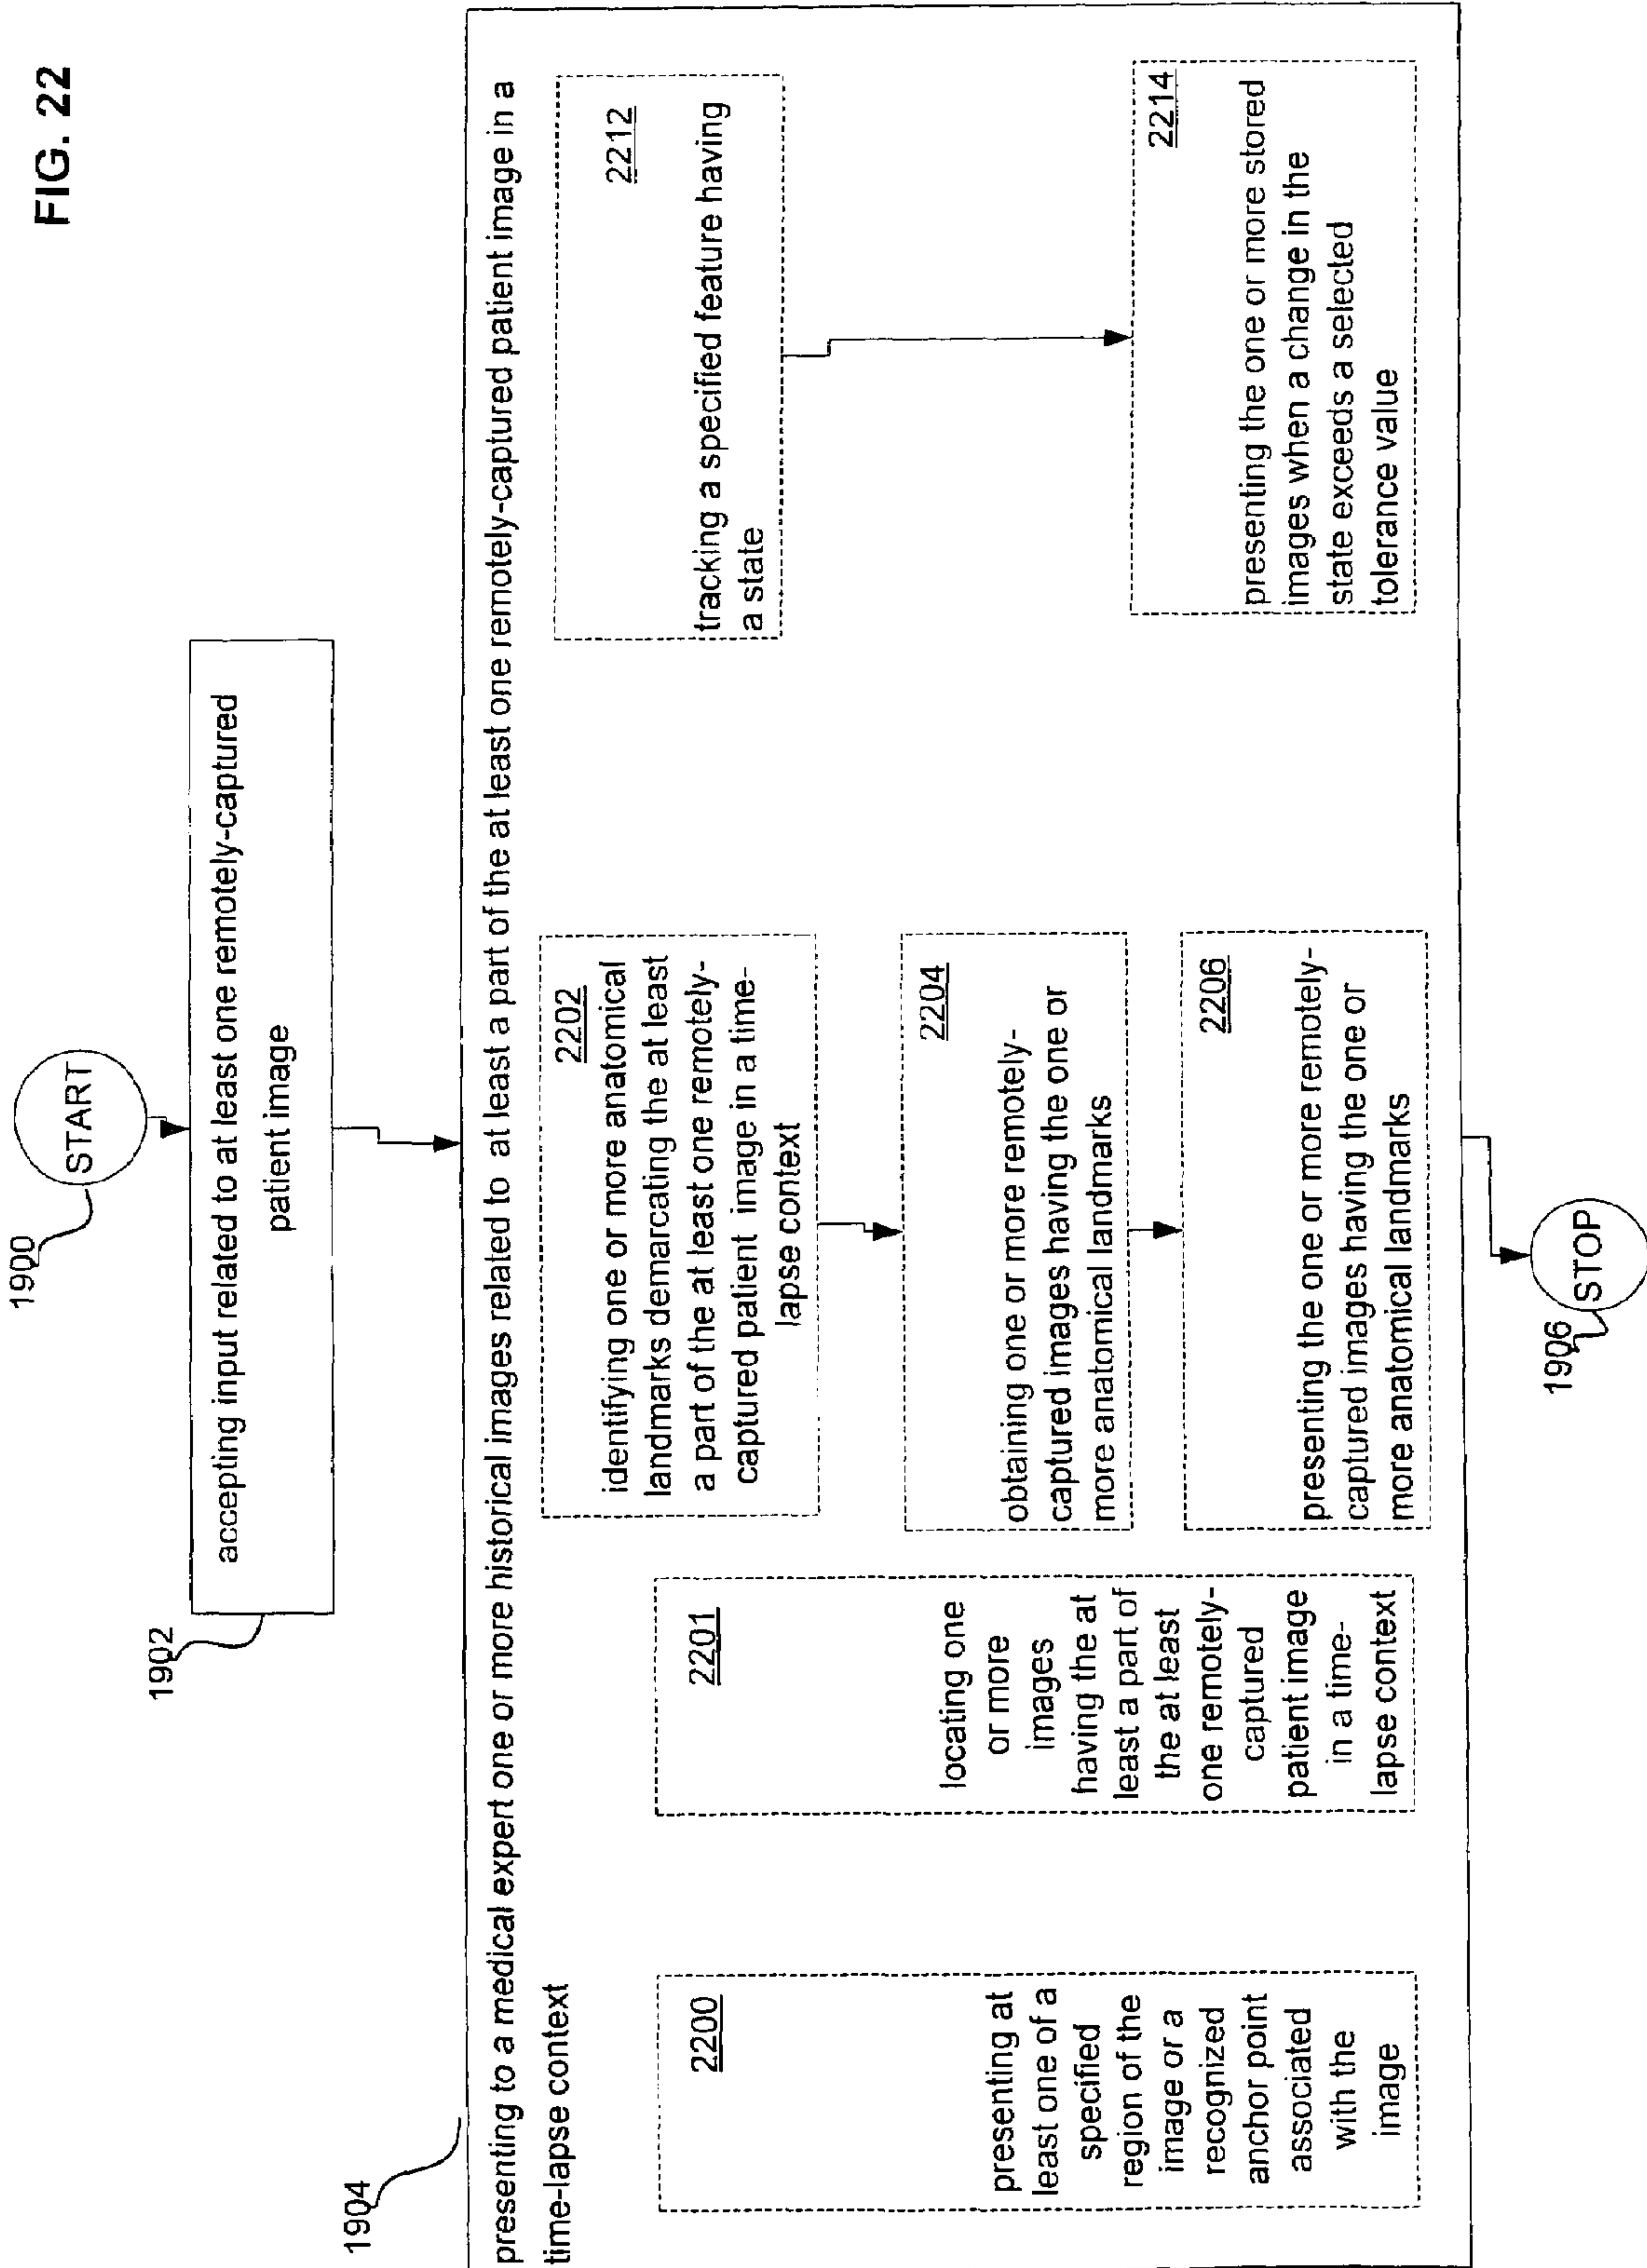 FIG. 22
1900
START
1902
accepting input related to at least one remotely-captured
patient image
1904
presenting to a medical expert one or more historical images related to at least a part of the at least one remotely-captured patient image in a
time-lapse context
2200
presenting at
least one of a
specified
region of the
image or a
recognized
anchor point
associated
with the
image
2201
locating one
or more
images
having the at
least a part of
the at least
one remotely-
captured
patient image
in a time-
lapse context
2202
identifying one or more anatomical
landmarks demarcating the at least
a part of the at least one remotely-
captured patient image in a time-
lapse context
2204
obtaining one or more remotely-
captured images having the one or
more anatomical landmarks
2206
presenting the one or more remotely-
captured images having the one or
more anatomical landmarks
2212
tracking a specified feature having
a state
2214
presenting the one or more stored
images when a change in the
state exceeds a selected
tolerance value
1906
STOP